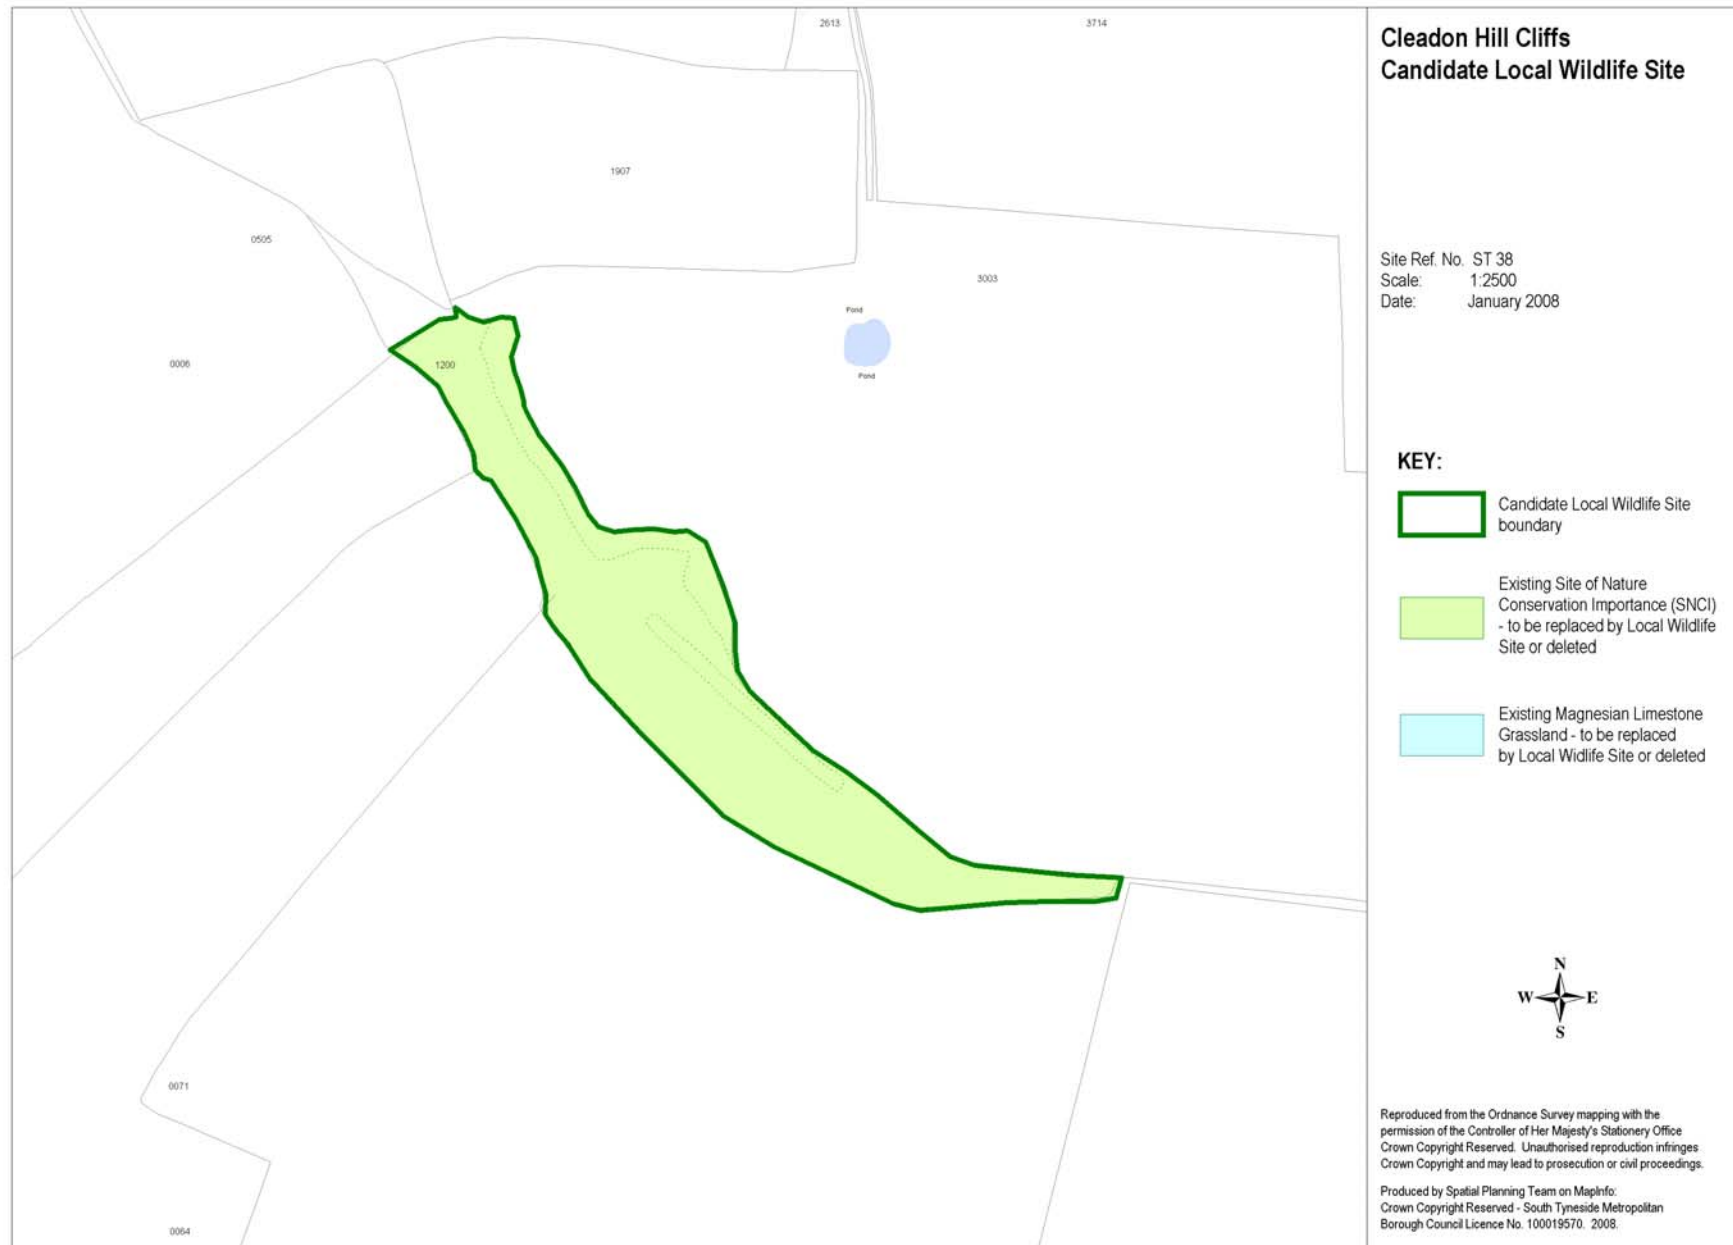 2613
3714
1907
0505
3003
Pond
Pond
0006
1200
0071
0064
Cleadon Hill Cliffs
Candidate Local Wildlife Site
Site Ref. No. ST 38
Scale: 1:2500
Date: January 2008
KEY:
Candidate Local Wildlife Site
boundary
Existing Site of Nature
Conservation Importance (SNCI)
- to be replaced by Local Wildlife
Site or deleted
Existing Magnesian Limestone
Grassland - to be replaced
by Local Widlife Site or deleted
N
W E
S
Reproduced from the Ordnance Survey mapping with the
permission of the Controller of Her Majesty's Stationery Office
Crown Copyright Reserved. Unauthorised reproduction infringes
Crown Copyright and may lead to prosecution or civil proceedings.
Produced by Spatial Planning Team on MapInfo:
Crown Copyright Reserved - South Tyneside Metropolitan
Borough Council Licence No. 100019570. 2008.